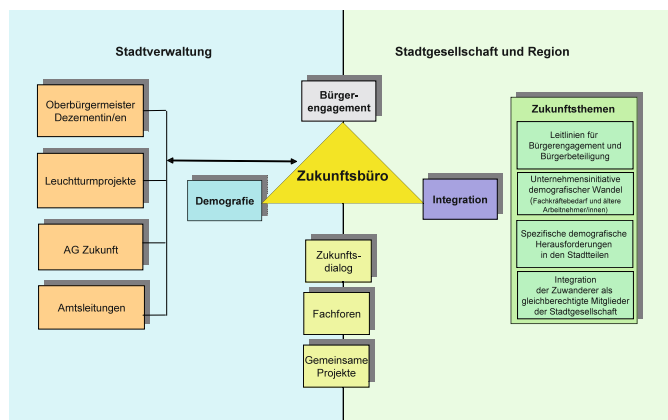 Stadtverwaltung
Stadtgesellschaft und Region
Oberbürgermeister
Dezernentin/en
Leuchtturmprojekte
AG Zukunft
Amtsleitungen
Bürger-
engagement
Zukunftsbüro
Demografie
Integration
Zukunfts-
dialog
Fachforen
Gemeinsame
Projekte
Zukunftsthemen
Leitlinien für
Bürgerengagement und
Bürgerbeteiligung
Unternehmensinitiative
demografischer Wandel
(Fachkräftebedarf und ältere
Arbeitnehmer/innen)
Spezifische demografische
Herausforderungen
in den Stadtteilen
Integration
der Zuwanderer als
gleichberechtigte Mitglieder
der Stadtgesellschaft